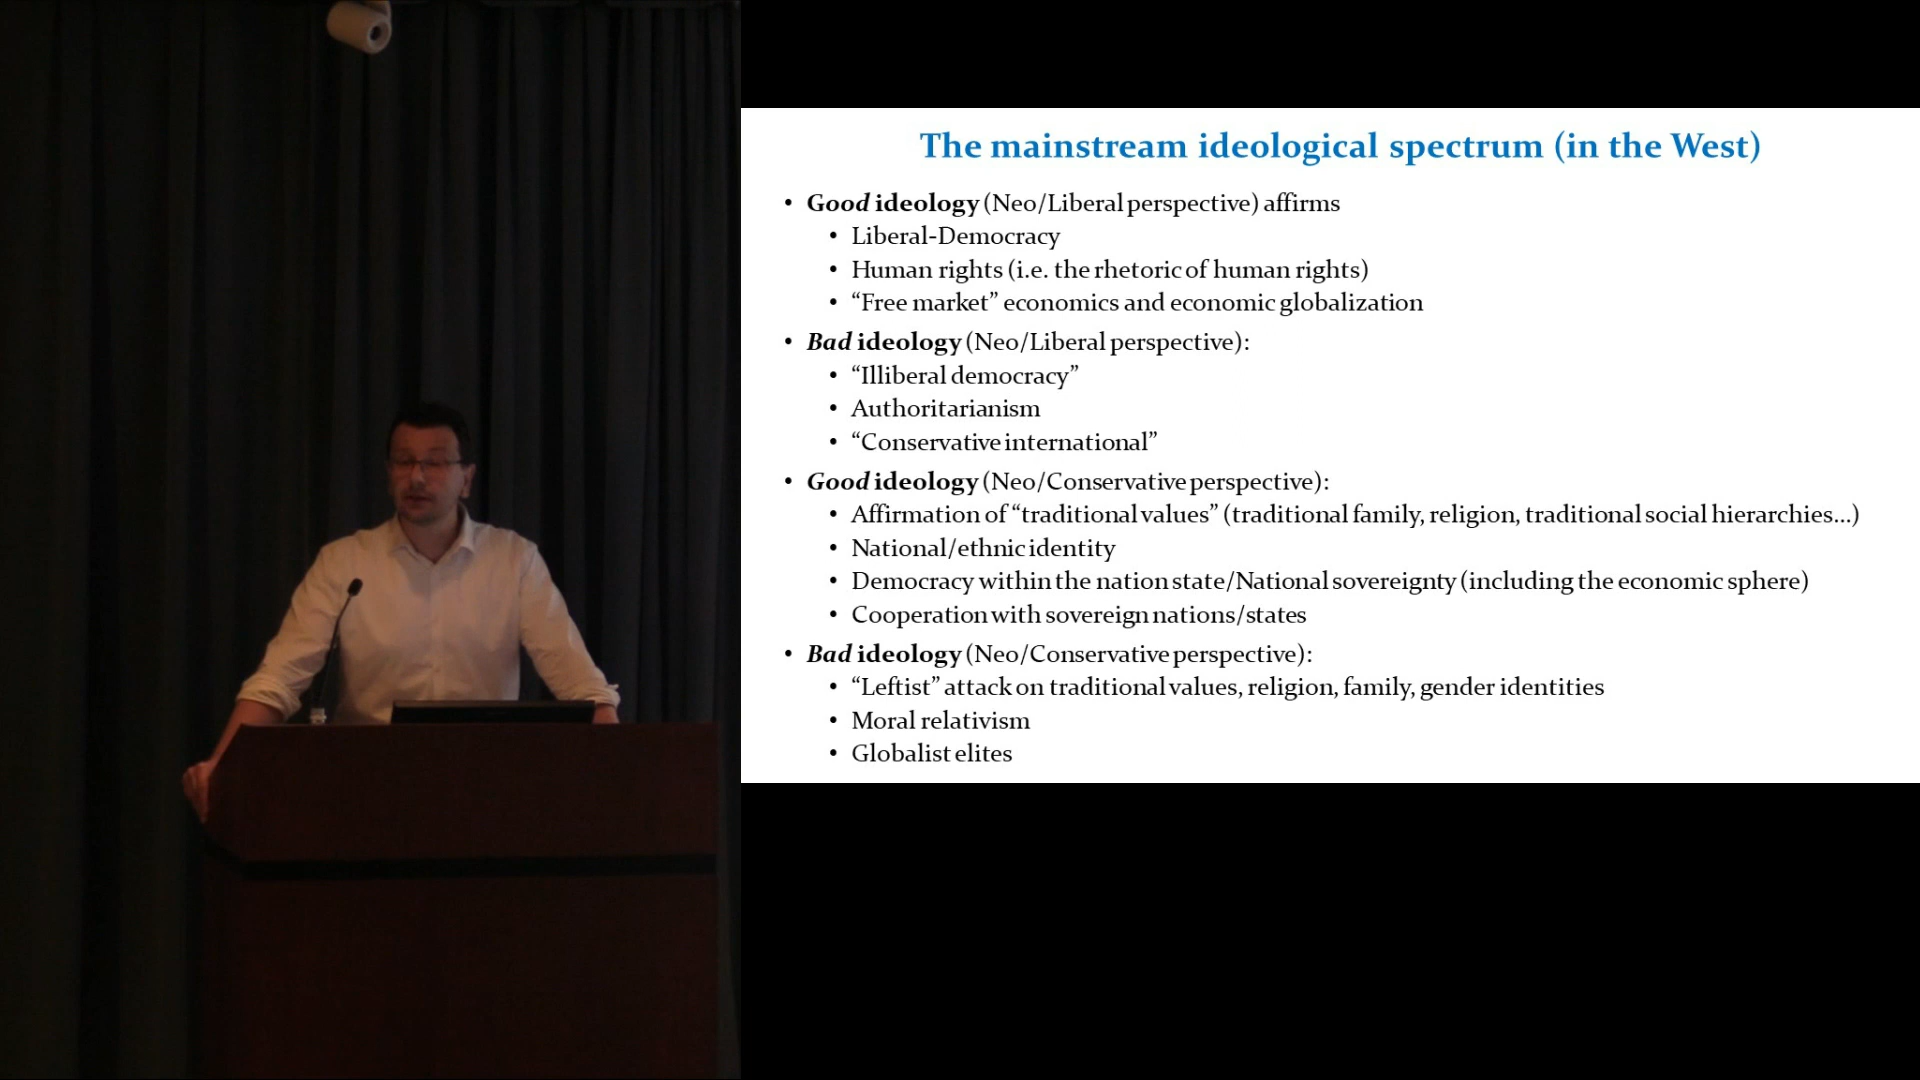 The mainstream ideological spectrum (in the West)
• Good ideology (Neo/Liberal perspective) affirms
• Liberal-Democracy
• Human rights (i.e. the rhetoric of human rights)
• “Free market” economics and economic globalization
• Bad ideology (Neo/Liberal perspective):
• “Illiberal democracy”
• Authoritarianism
• “Conservative international”
• Good ideology (Neo/Conservative perspective):
• Affirmation of “traditional values” (traditional family, religion, traditional social hierarchies...)
• National/ethnic identity
• Democracy within the nation state/National sovereignty (including the economic sphere)
• Cooperation with sovereign nations/states
• Bad ideology (Neo/Conservative perspective):
• “Leftist” attack on traditional values, religion, family, gender identities
• Moral relativism
• Globalist elites